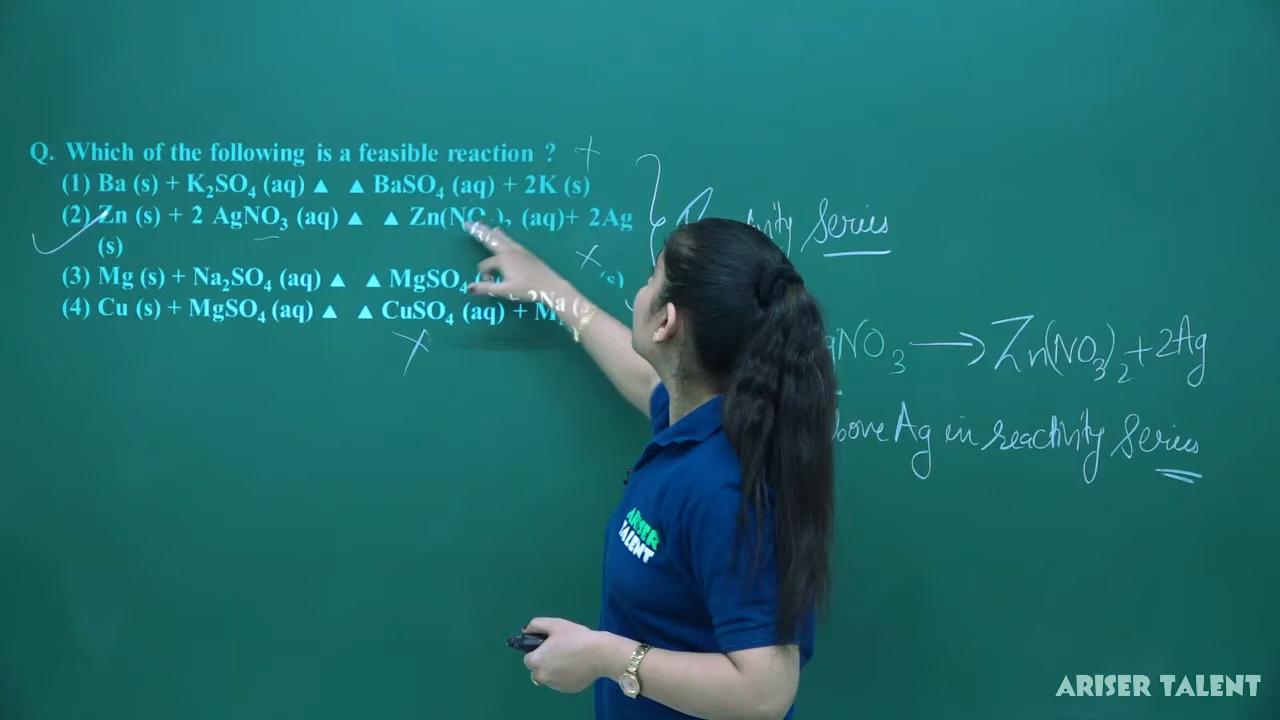 Q. Which of the following is a feasible reaction ?
(1) Ba (s) + K₂SO₄ (aq) ▲ ▲ BaSO₄ (aq) + 2K (s)
(2) Zn (s) + 2 AgNO₃ (aq) ▲ ▲ Zn(NO₃)₂ (aq)+ 2Ag
(s)
(3) Mg (s) + Na₂SO₄ (aq) ▲ ▲ MgSO₄ + 2Na (s)
(4) Cu (s) + MgSO₄ (aq) ▲ ▲ CuSO₄ (aq) +
Series
NO₃ → Zn(NO₃)₂ + 2Ag
Ag in reactivity Series
ARISER TALENT
ARISER TALENT